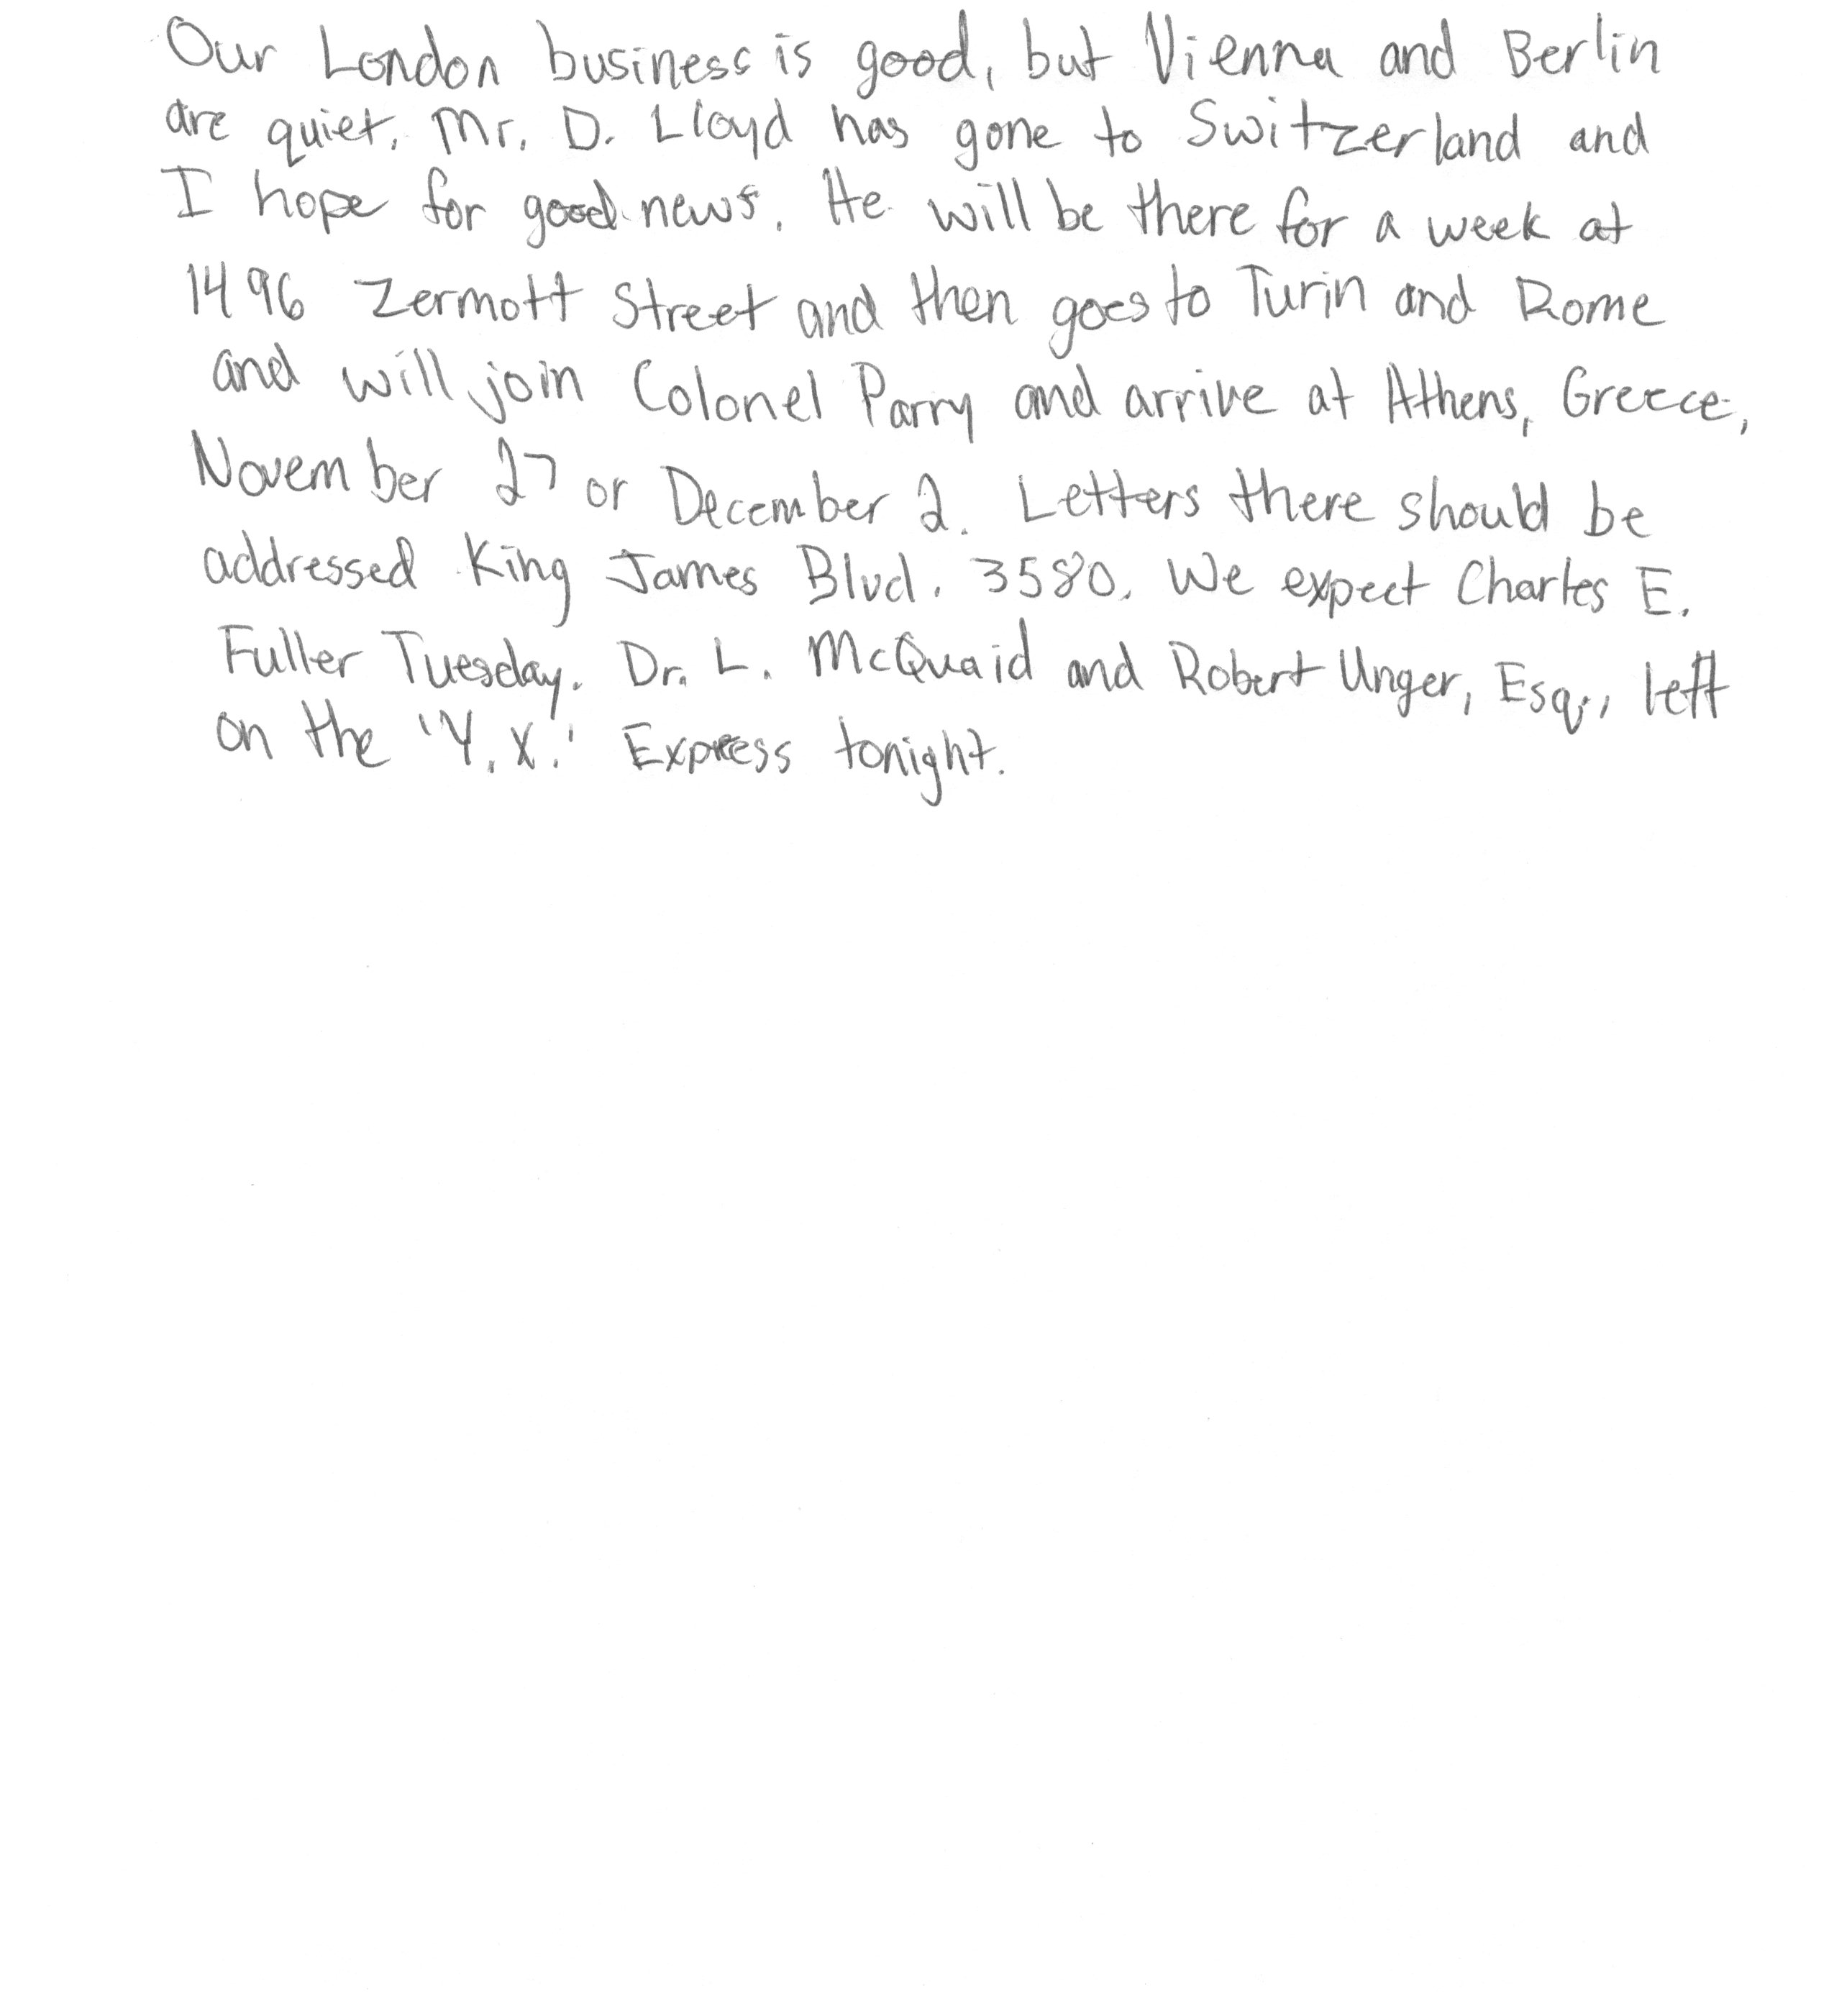 Our London business is good, but Vienna and Berlin
are quiet. Mr. D. Lloyd has gone to Switzerland and
I hope for good news. He will be there for a week at
1496 Zermott Street and then goes to Turin and Rome
and will join Colonel Parry and arrive at Athens, Greece,
November 27 or December 2. Letters there should be
addressed King James Blvd. 3580. We expect Charles E.
Fuller Tuesday. Dr. L. McQuaid and Robert Unger, Esq., left
on the 'Y.X.' Express tonight.